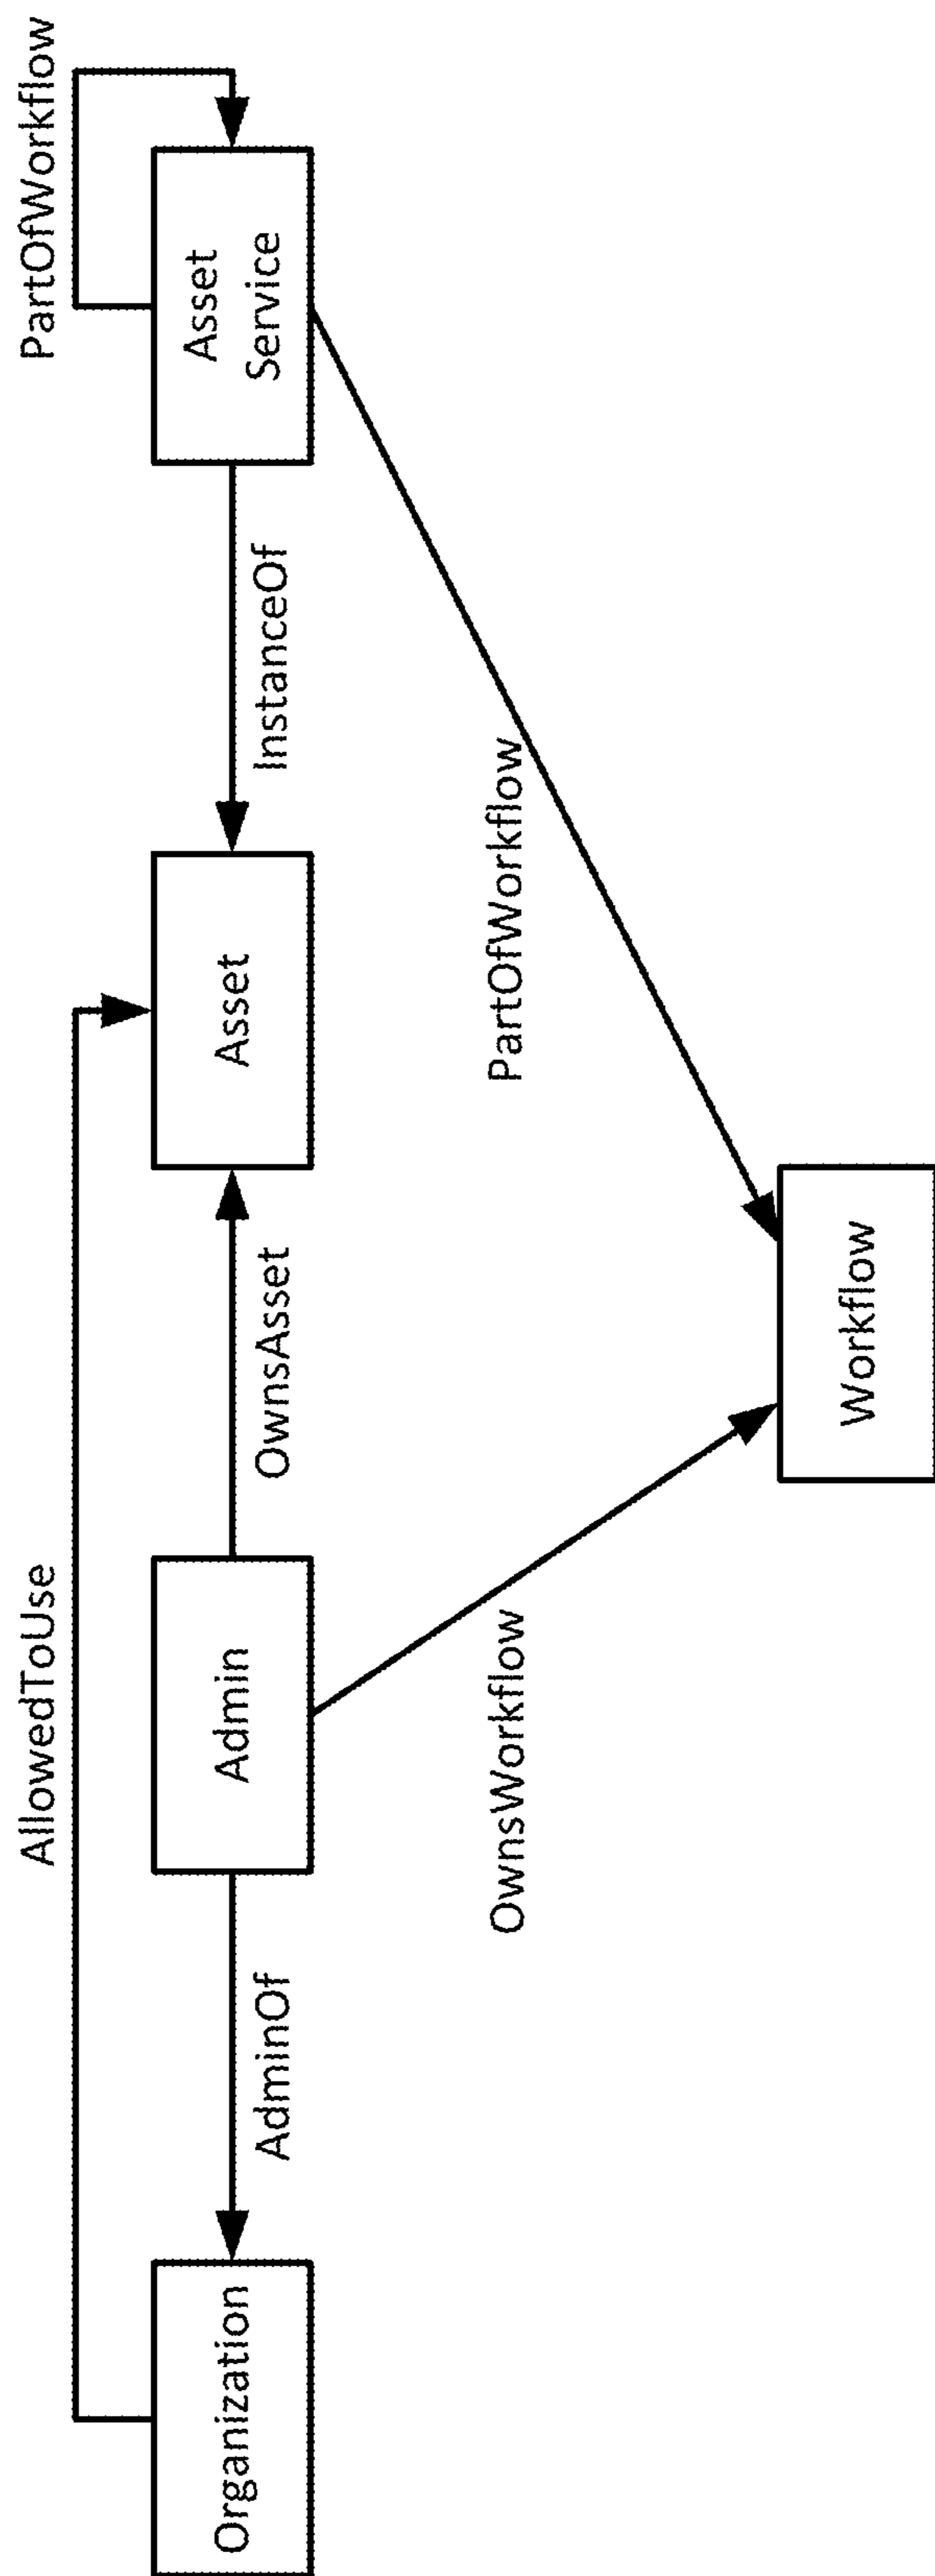 AllowedToUse
PartOfWorkflow
Organization
AdminOf
Admin
OwnsAsset
Asset
InstanceOf
Asset
Service
OwnsWorkflow
PartOfWorkflow
Workflow